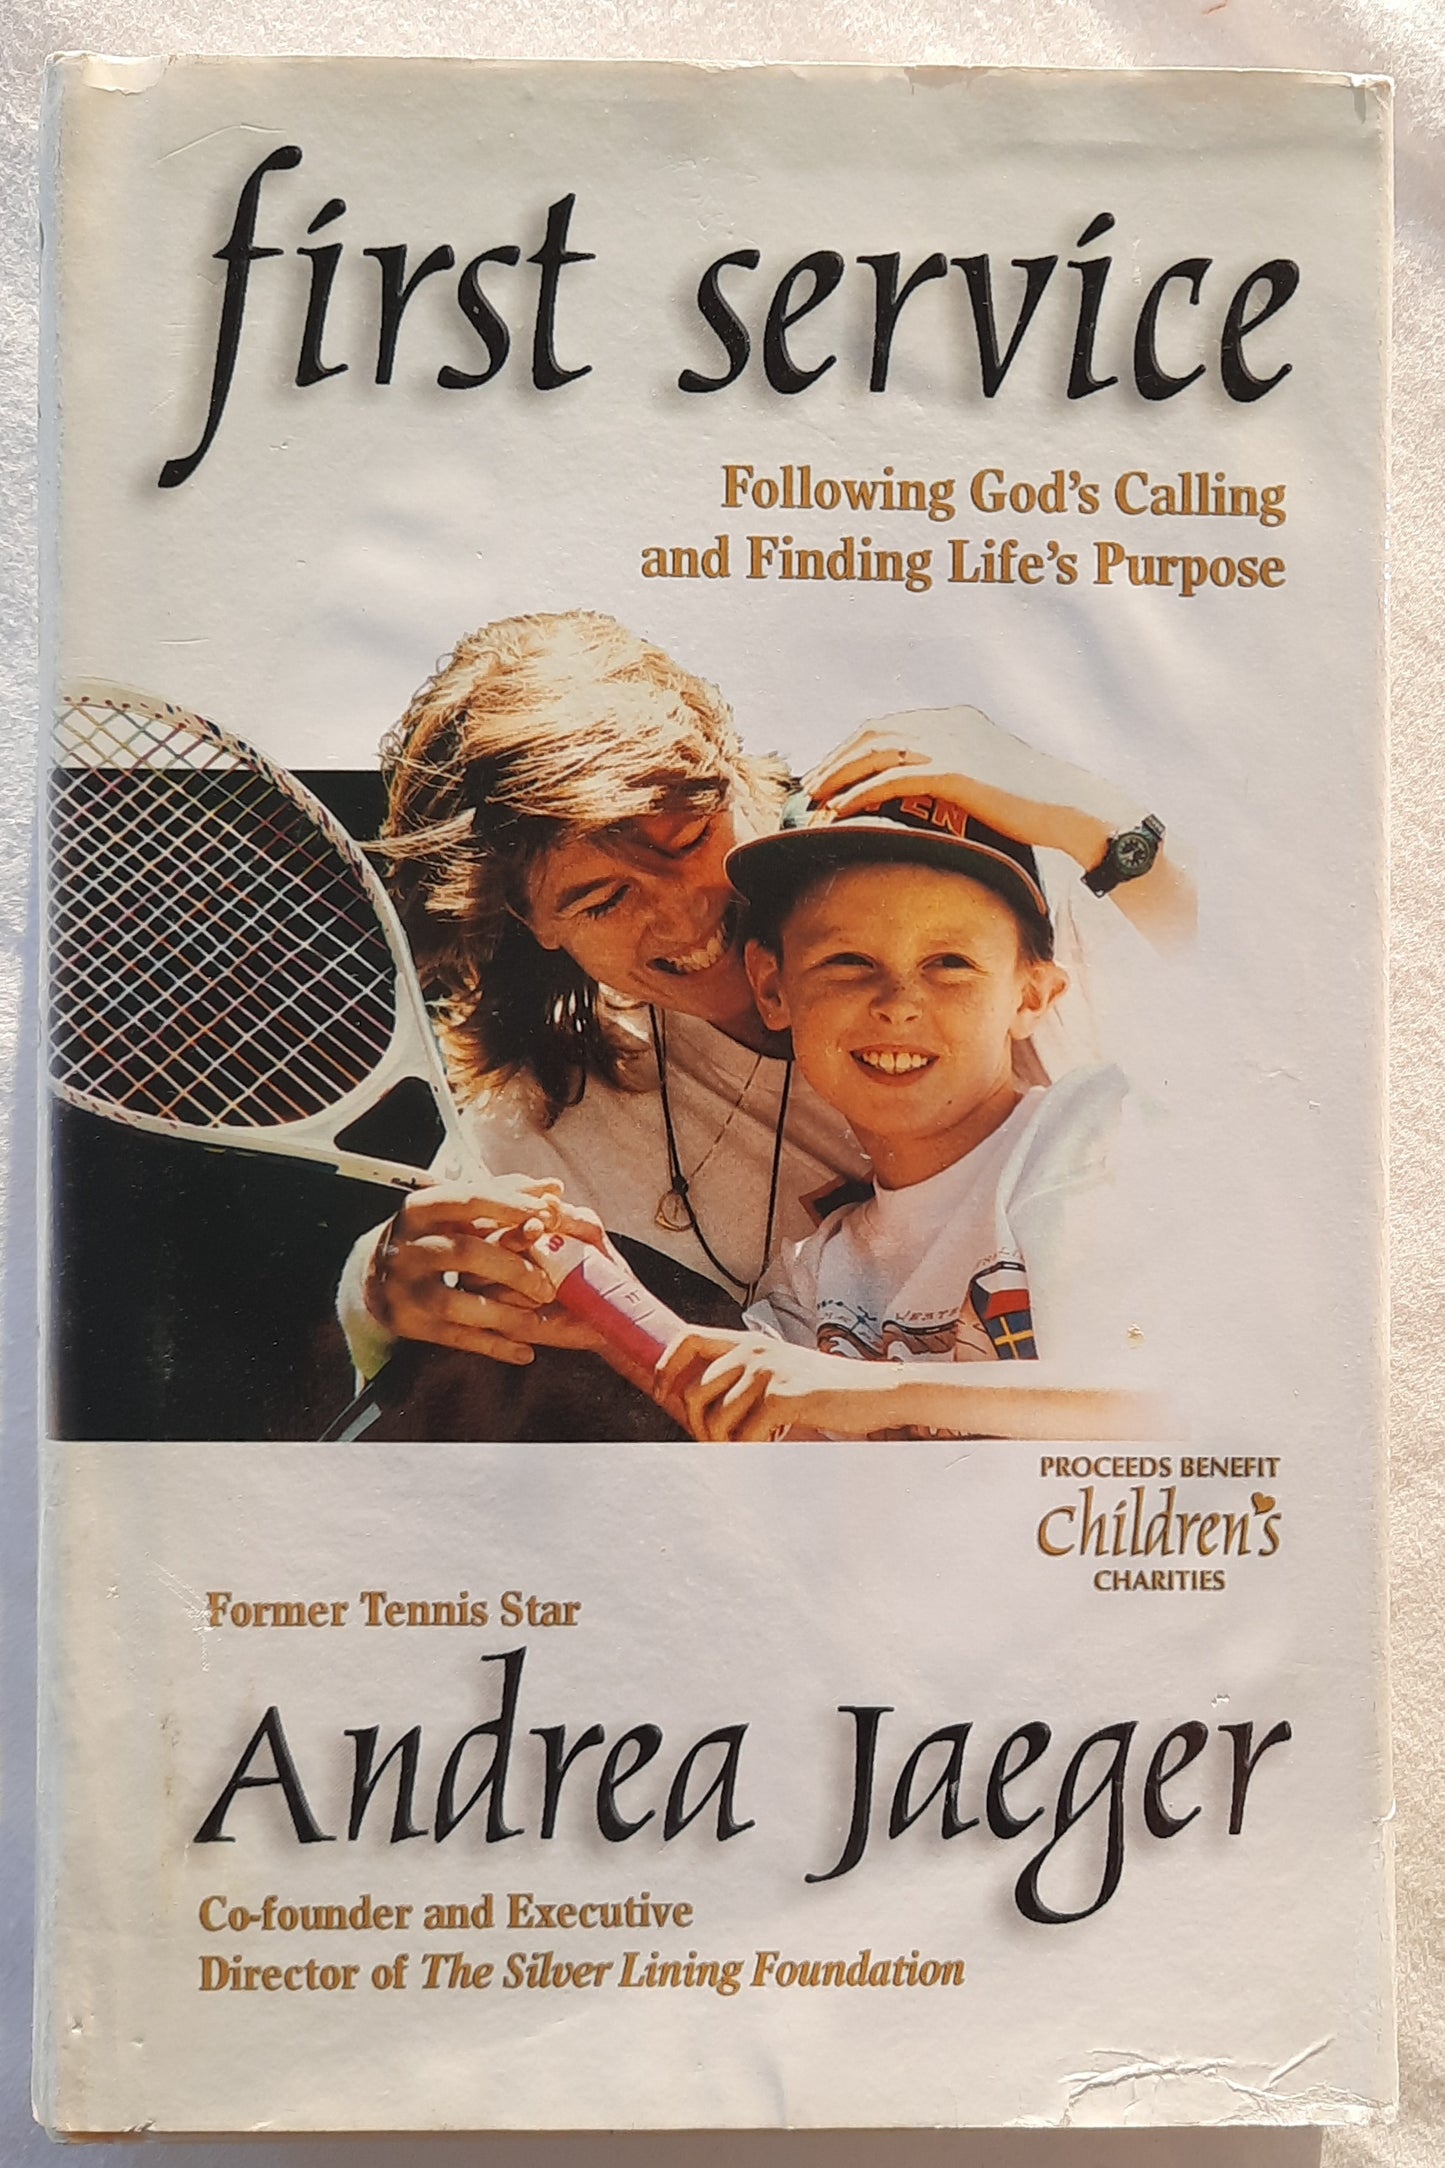 first service
Following God's Calling
and Finding Life's Purpose
PROCEEDS BENEFIT
Children's
CHARITIES
Former Tennis Star
Andrea Jaeger
Co-founder and Executive
Director of The Silver Lining Foundation